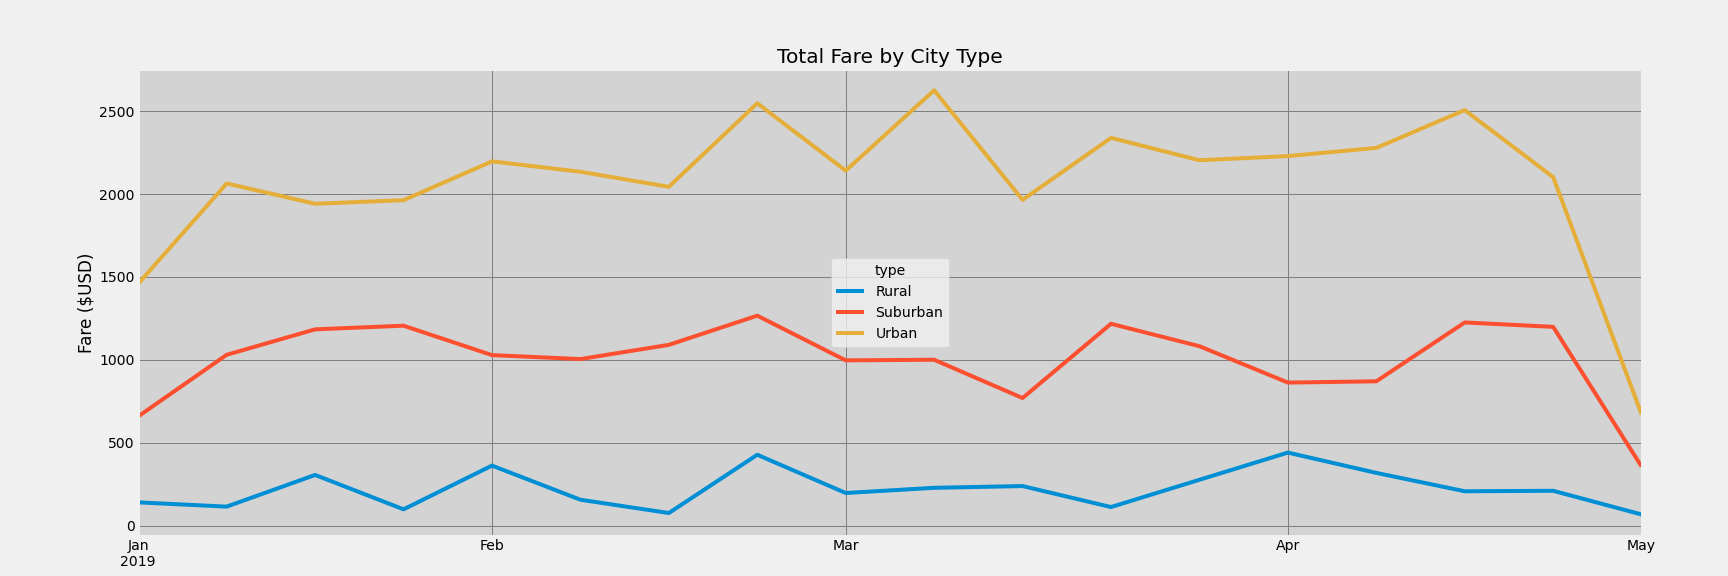 Total Fare by City Type
Fare ($USD)
2500
2000
1500
1000
500
0
type
Rural
Suburban
Urban
Jan
2019
Feb
Mar
Apr
May